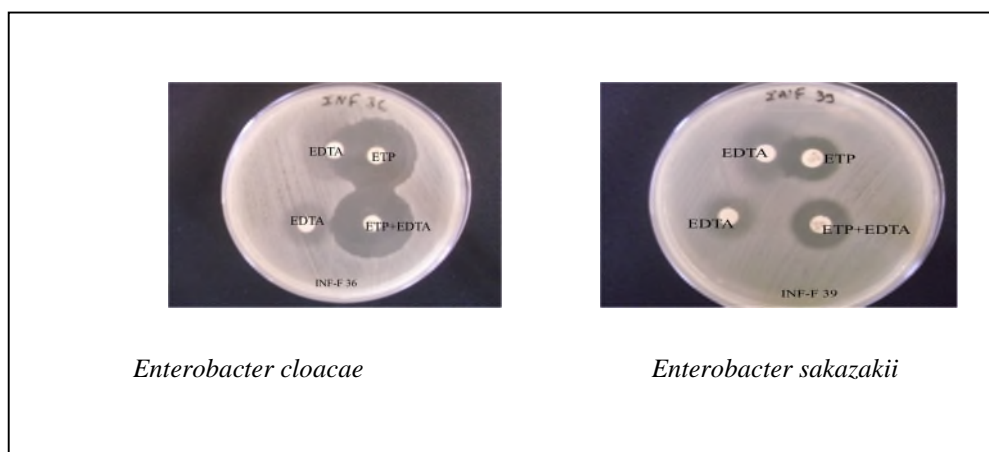 INF 36
EDTA
ETP
EDTA
ETP+EDTA
INF-F 36
INF 39
EDTA
ETP
EDTA
ETP+EDTA
INF-F 39
Enterobacter cloacae
Enterobacter sakazakii